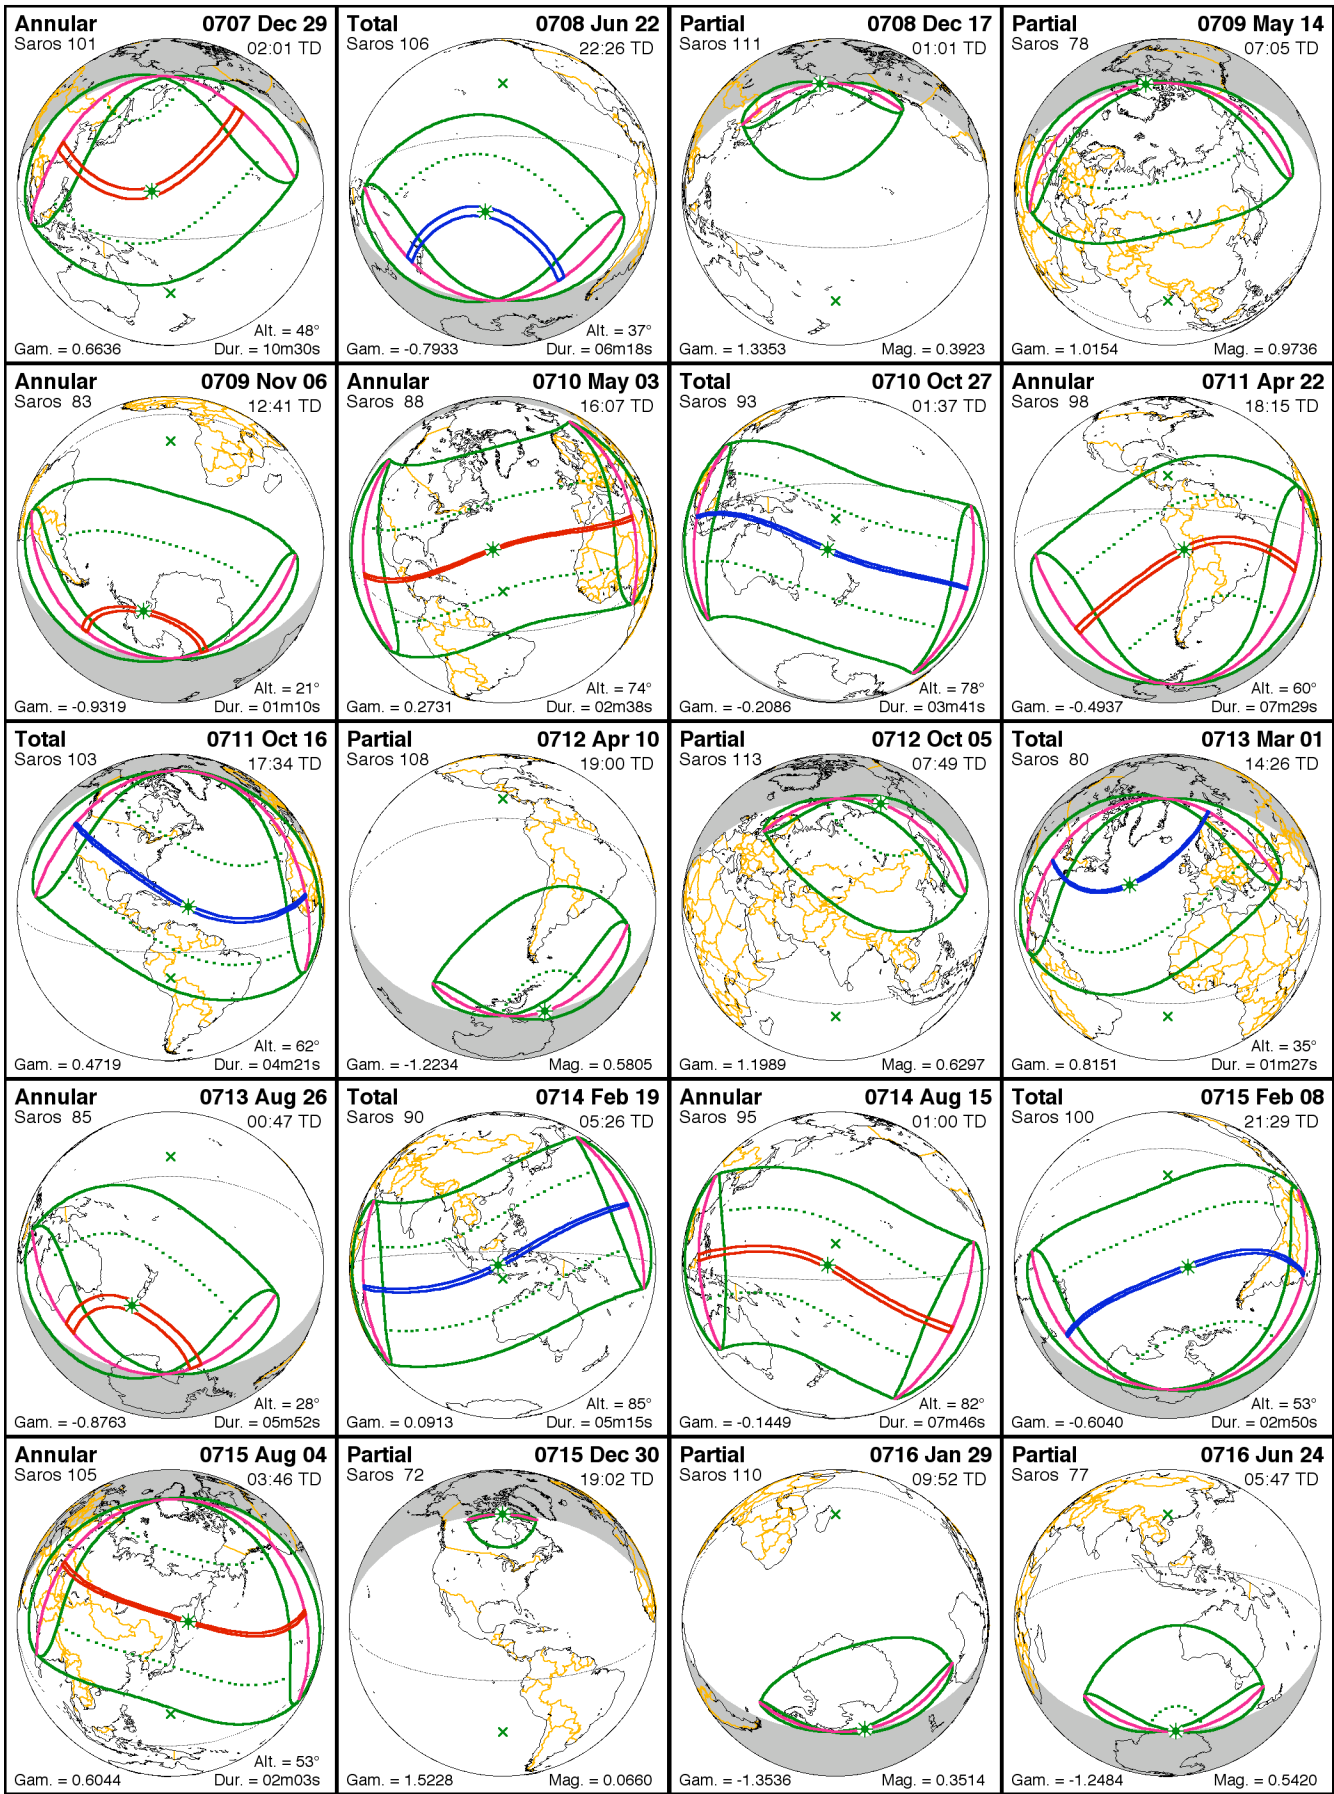 Annular 0707 Dec 29
Saros 101 02:01 TD
Alt. = 48°
Gam. = 0.6636 Dur. = 10m30s
Total 0708 Jun 22
Saros 106 22:26 TD
Alt. = 37°
Gam. = -0.7933 Dur. = 06m18s
Partial 0708 Dec 17
Saros 111 01:01 TD
Gam. = 1.3353 Mag. = 0.3923
Partial 0709 May 14
Saros 78 07:05 TD
Gam. = 1.0154 Mag. = 0.9736
Annular 0709 Nov 06
Saros 83 12:41 TD
Alt. = 21°
Gam. = -0.9319 Dur. = 01m10s
Annular 0710 May 03
Saros 88 16:07 TD
Alt. = 74°
Gam. = 0.2731 Dur. = 02m38s
Total 0710 Oct 27
Saros 93 01:37 TD
Alt. = 78°
Gam. = -0.2086 Dur. = 03m41s
Annular 0711 Apr 22
Saros 98 18:15 TD
Alt. = 60°
Gam. = -0.4937 Dur. = 07m29s
Total 0711 Oct 16
Saros 103 17:34 TD
Alt. = 62°
Gam. = 0.4719 Dur. = 04m21s
Partial 0712 Apr 10
Saros 108 19:00 TD
Gam. = -1.2234 Mag. = 0.5805
Partial 0712 Oct 05
Saros 113 07:49 TD
Gam. = 1.1989 Mag. = 0.6297
Total 0713 Mar 01
Saros 80 14:26 TD
Alt. = 35°
Gam. = 0.8151 Dur. = 01m27s
Annular 0713 Aug 26
Saros 85 00:47 TD
Alt. = 28°
Gam. = -0.8763 Dur. = 05m52s
Total 0714 Feb 19
Saros 90 05:26 TD
Alt. = 85°
Gam. = 0.0913 Dur. = 05m15s
Annular 0714 Aug 15
Saros 95 01:00 TD
Alt. = 82°
Gam. = -0.1449 Dur. = 07m46s
Total 0715 Feb 08
Saros 100 21:29 TD
Alt. = 53°
Gam. = -0.6040 Dur. = 02m50s
Annular 0715 Aug 04
Saros 105 03:46 TD
Alt. = 53°
Gam. = 0.6044 Dur. = 02m03s
Partial 0715 Dec 30
Saros 72 19:02 TD
Gam. = 1.5228 Mag. = 0.0660
Partial 0716 Jan 29
Saros 110 09:52 TD
Gam. = -1.3536 Mag. = 0.3514
Partial 0716 Jun 24
Saros 77 05:47 TD
Gam. = -1.2484 Mag. = 0.5420